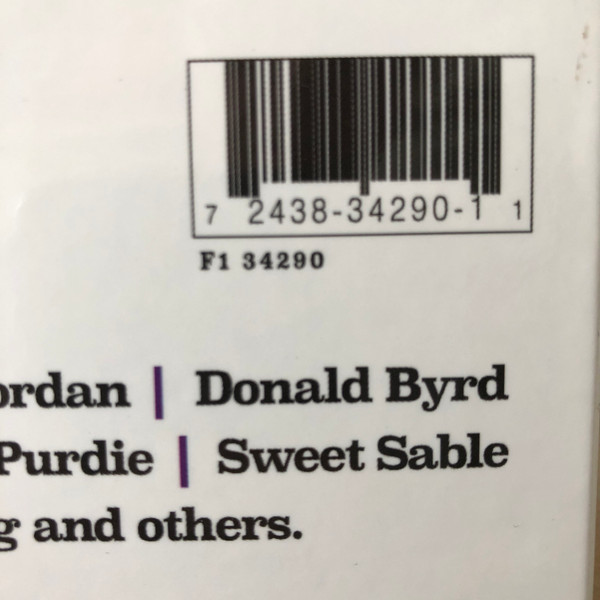 7 2438-34290-1 1
F1 34290
ordan | Donald Byrd
Purdie | Sweet Sable
g and others.